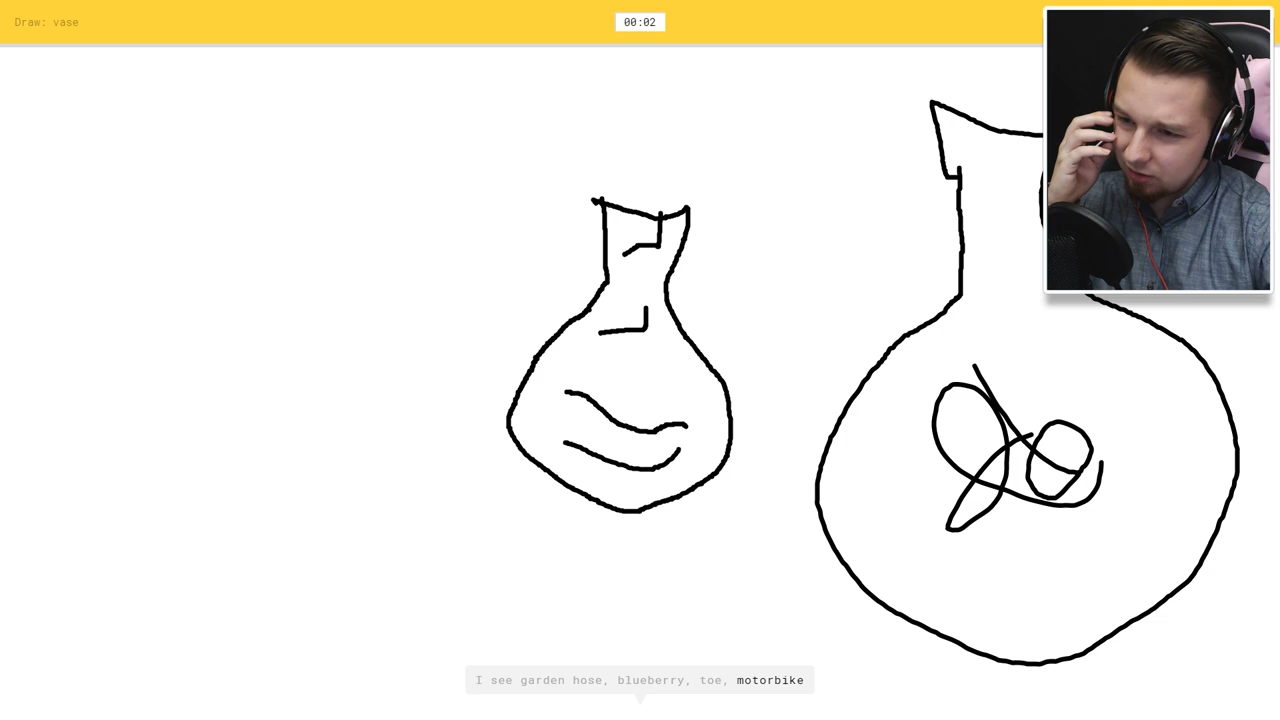 Draw: vase
00:02
I see garden hose, blueberry, toe, motorbike